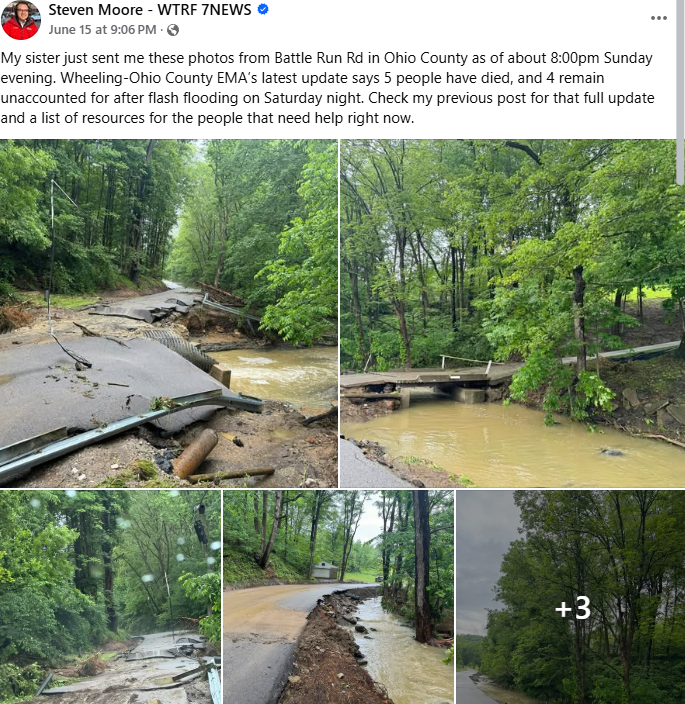 Steven Moore - WTRF 7NEWS
June 15 at 9:06 PM ·
My sister just sent me these photos from Battle Run Rd in Ohio County as of about 8:00pm Sunday
evening. Wheeling-Ohio County EMA's latest update says 5 people have died, and 4 remain
unaccounted for after flash flooding on Saturday night. Check my previous post for that full update
and a list of resources for the people that need help right now.
+3